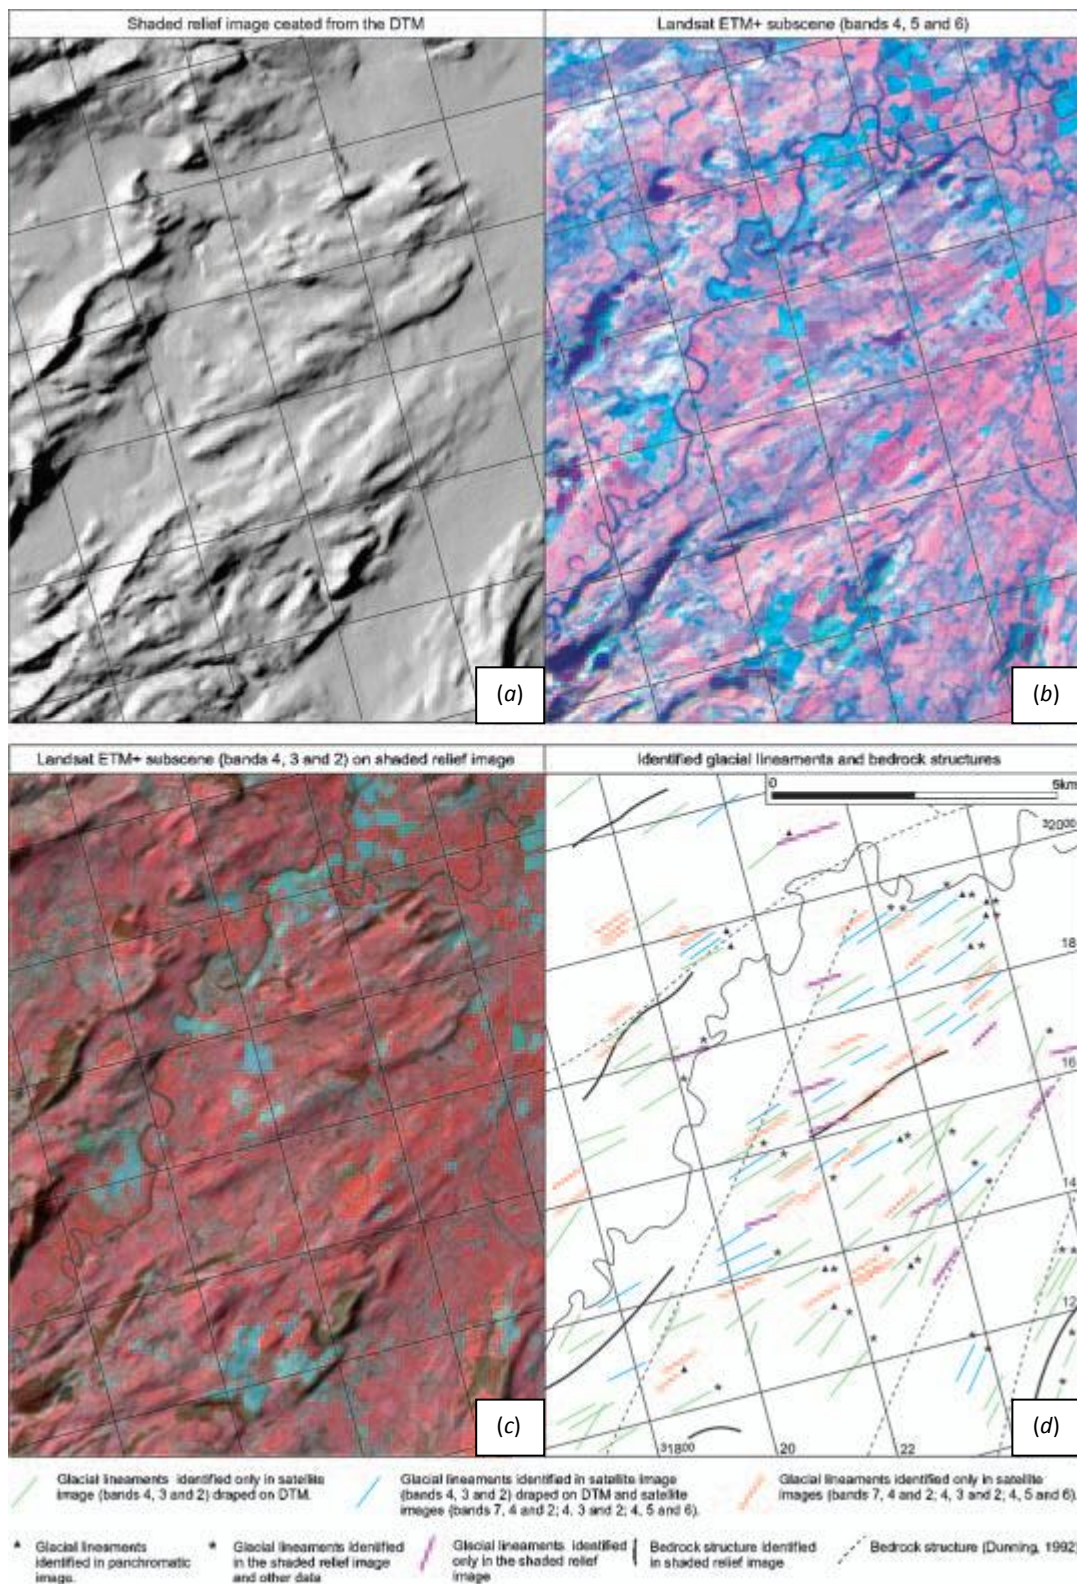 Shaded relief image ceated from the DTM
Landsat ETM+ subscene (bands 4, 5 and 6)
(a)
(b)
Landsat ETM+ subscene (bands 4, 3 and 2) on shaded relief image
Identified glacial lineaments and bedrock structures
0
5km
32000
18
16
14
12
31800
20
22
(c)
(d)
Glacial lineaments identified only in satellite
image (bands 4, 3 and 2) draped on DTM.
Glacial lineaments identified in satellite image
(bands 4, 3 and 2) draped on DTM and satellite
images (bands 7, 4 and 2; 4, 3 and 2; 4, 5 and 6).
Glacial lineaments identified only in satellite
images (bands 7, 4 and 2; 4, 3 and 2; 4, 5 and 6).
Glacial lineaments
identified in panchromatic
image.
Glacial lineaments identified
in the shaded relief image
and other data
Glacial lineaments identified
only in the shaded relief
image
Bedrock structure identified
in shaded relief image
Bedrock structure (Dunning, 1992)